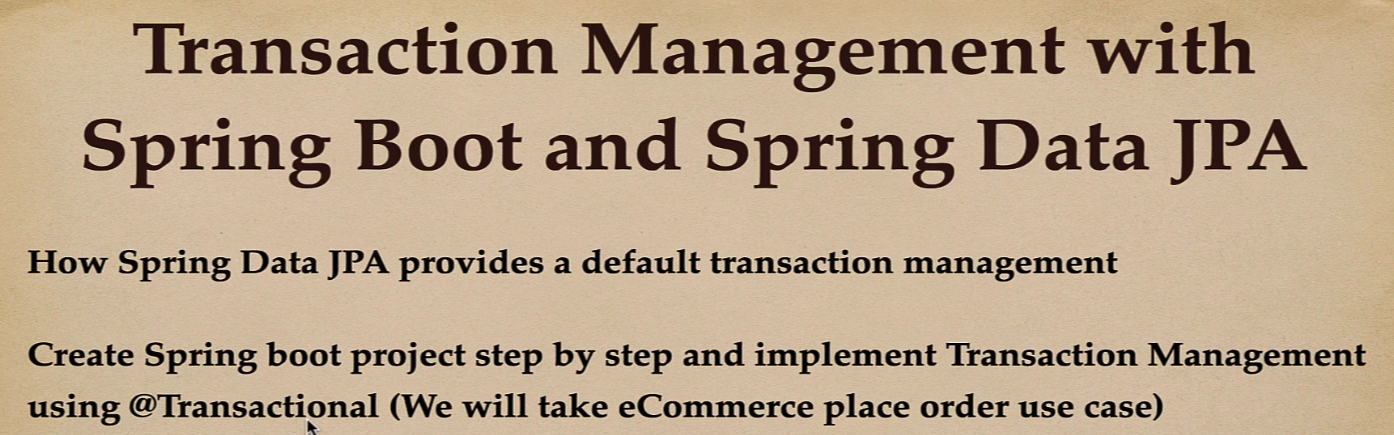 Transaction Management with
Spring Boot and Spring Data JPA
How Spring Data JPA provides a default transaction management
Create Spring boot project step by step and implement Transaction Management
using @Transactional (We will take eCommerce place order use case)